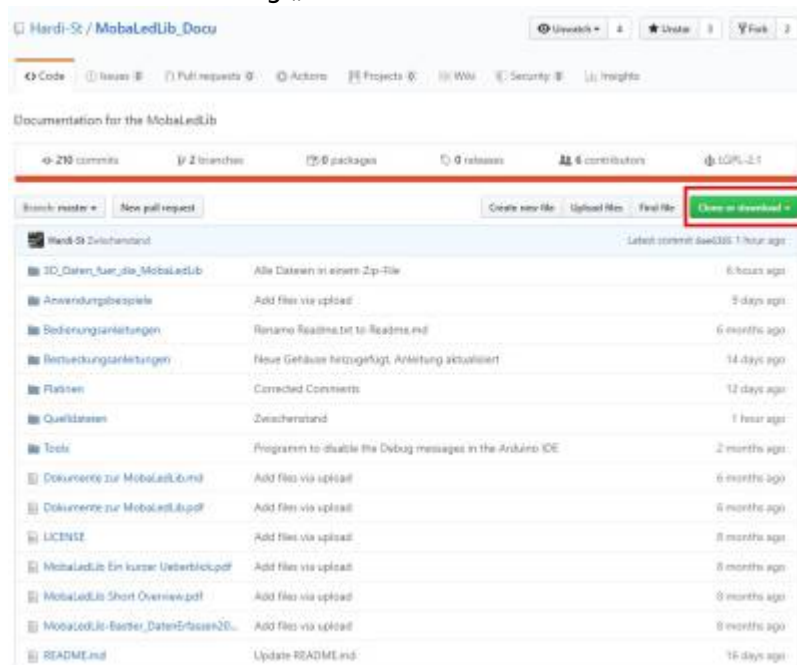 Hardi-St / MobaLedLib_Docu
Unwatch 4 Unstar 3 Fork 2
Code Issues 0 Pull requests 0 Actions Projects 0 Wiki Security 0 Insights
Documentation for the MobaLedLib
210 commits 2 branches 0 packages 0 releases 6 contributors LGPL-2.1
Branch: master New pull request Create new file Upload files Find file Clone or download
Hardi-St Zwischenstand Latest commit 1 hour ago
3D_Daten_fuer_die_MobaLedLib Alle Dateien in einem Zip-File 6 hours ago
Anwendungsbeispiele Add files via upload 9 days ago
Bedienungsanleitungen Rename Readme.txt to Readme.md 6 months ago
Bestueckungsanleitungen Neue Gehäuse hinzugefügt, Anleitung aktualisiert 14 days ago
Platinen Corrected Comments 12 days ago
Quelldateien Zwischenstand 1 hour ago
Tools Programm to disable the Debug messages in the Arduino IDE 2 months ago
Dokumente zur MobaLedLib.md Add files via upload 6 months ago
Dokumente zur MobaLedLib.pdf Add files via upload 6 months ago
LICENSE Add files via upload 8 months ago
MobaLedLib Ein kurzer Ueberblick.pdf Add files via upload 8 months ago
MobaLedLib Short Overview.pdf Add files via upload 8 months ago
MobaLedLib-Bastler_DatenErfassen20... Add files via upload 8 months ago
README.md Update README.md 16 days ago